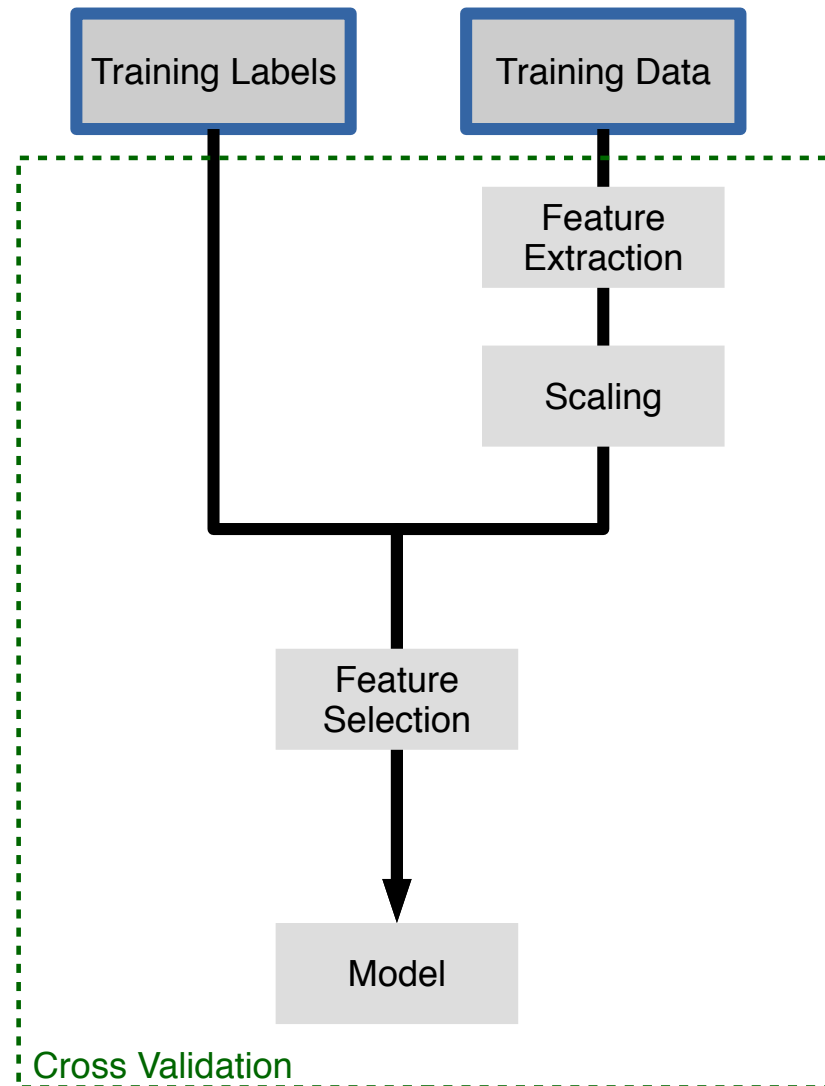 Training Labels
Training Data
Feature
Extraction
Scaling
Feature
Selection
Model
Cross Validation